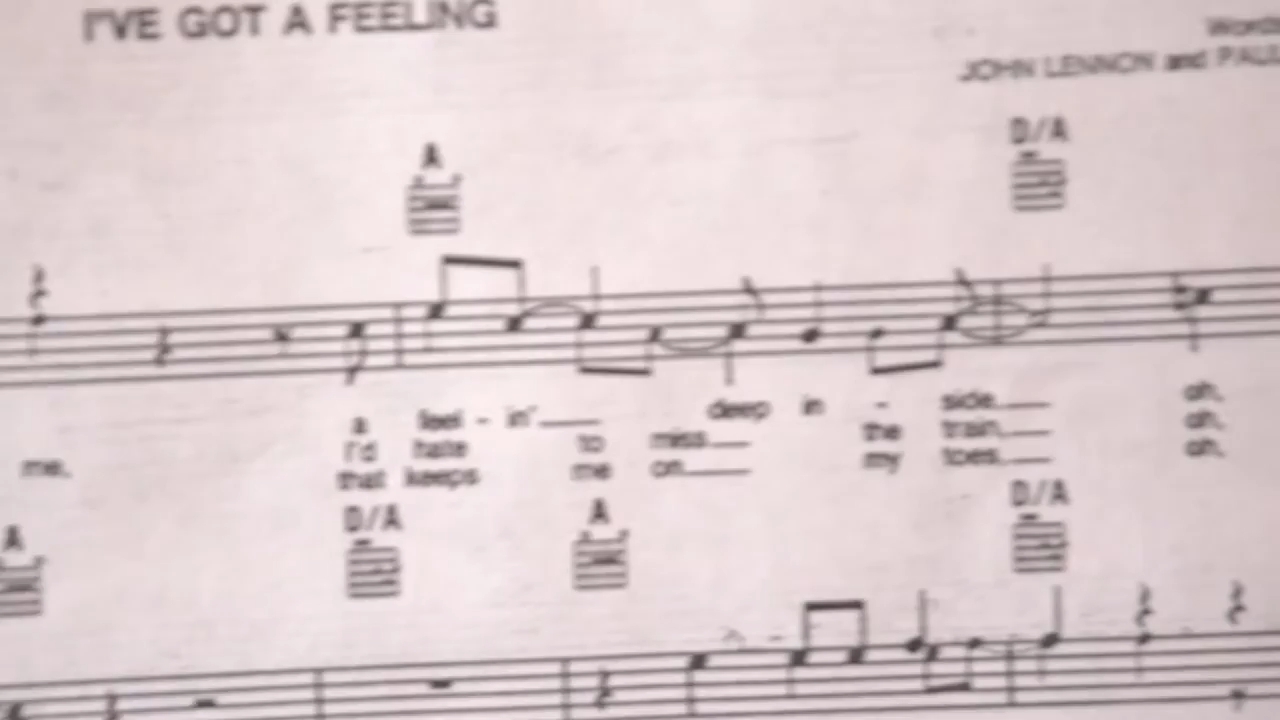 I'VE GOT A FEELING
Words
JOHN LENNON and PAUL
A D/A
a feel - in' deep in - side. oh,
I'd hate to miss the train, oh,
me, that keeps me on my toes. oh,
A D/A A D/A